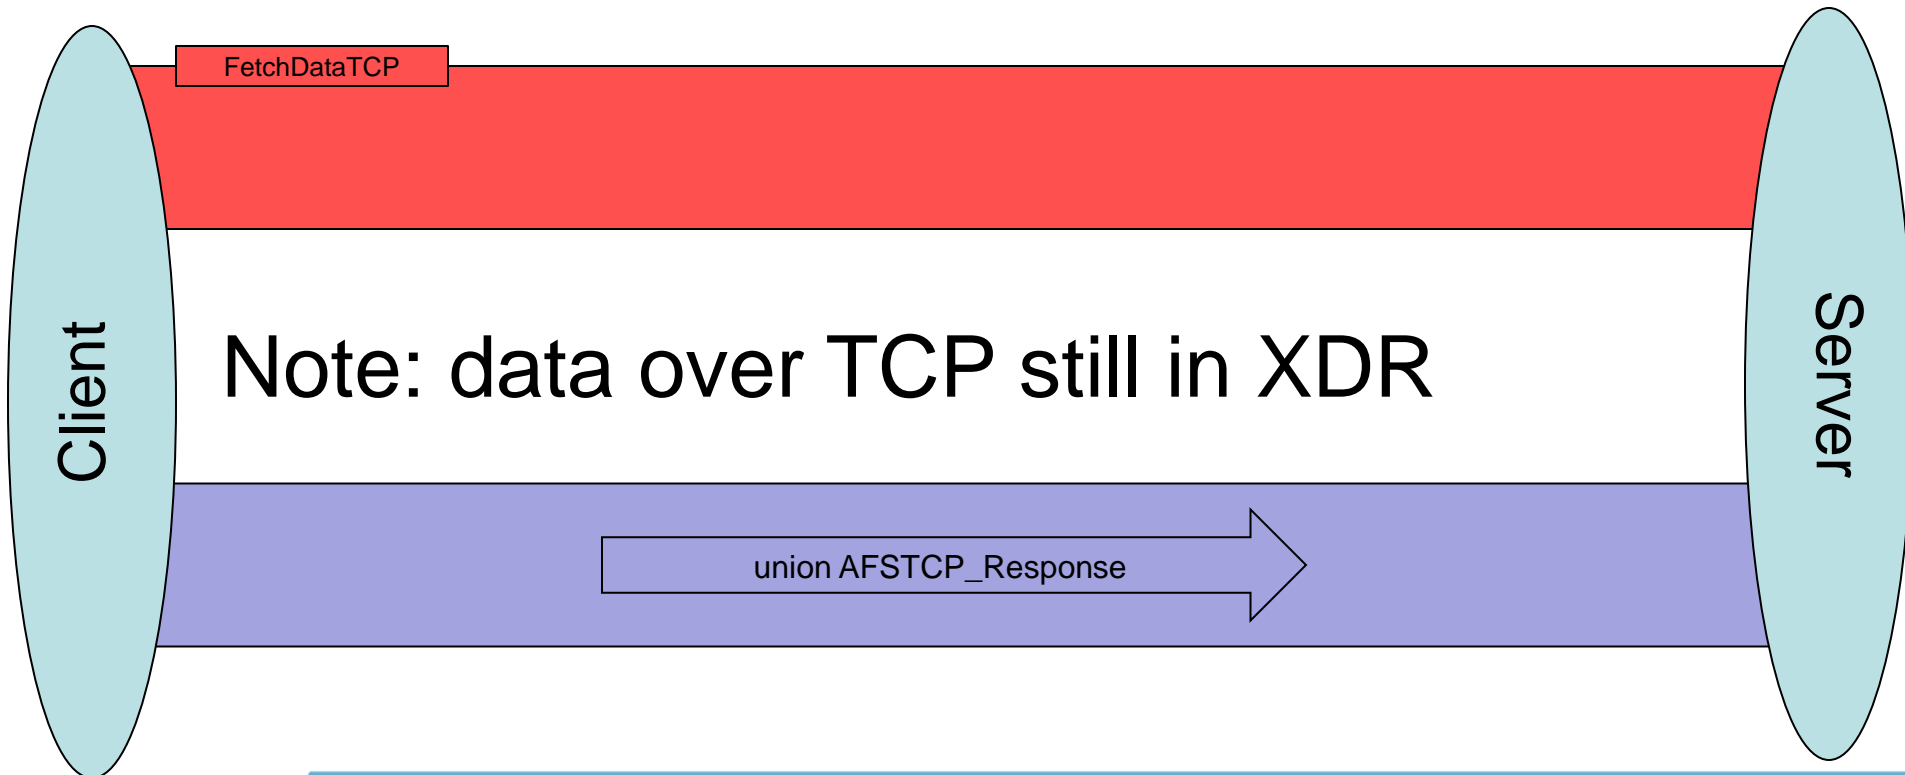 FetchDataTCP
Client
Note: data over TCP still in XDR
Server
union AFSTCP_Response